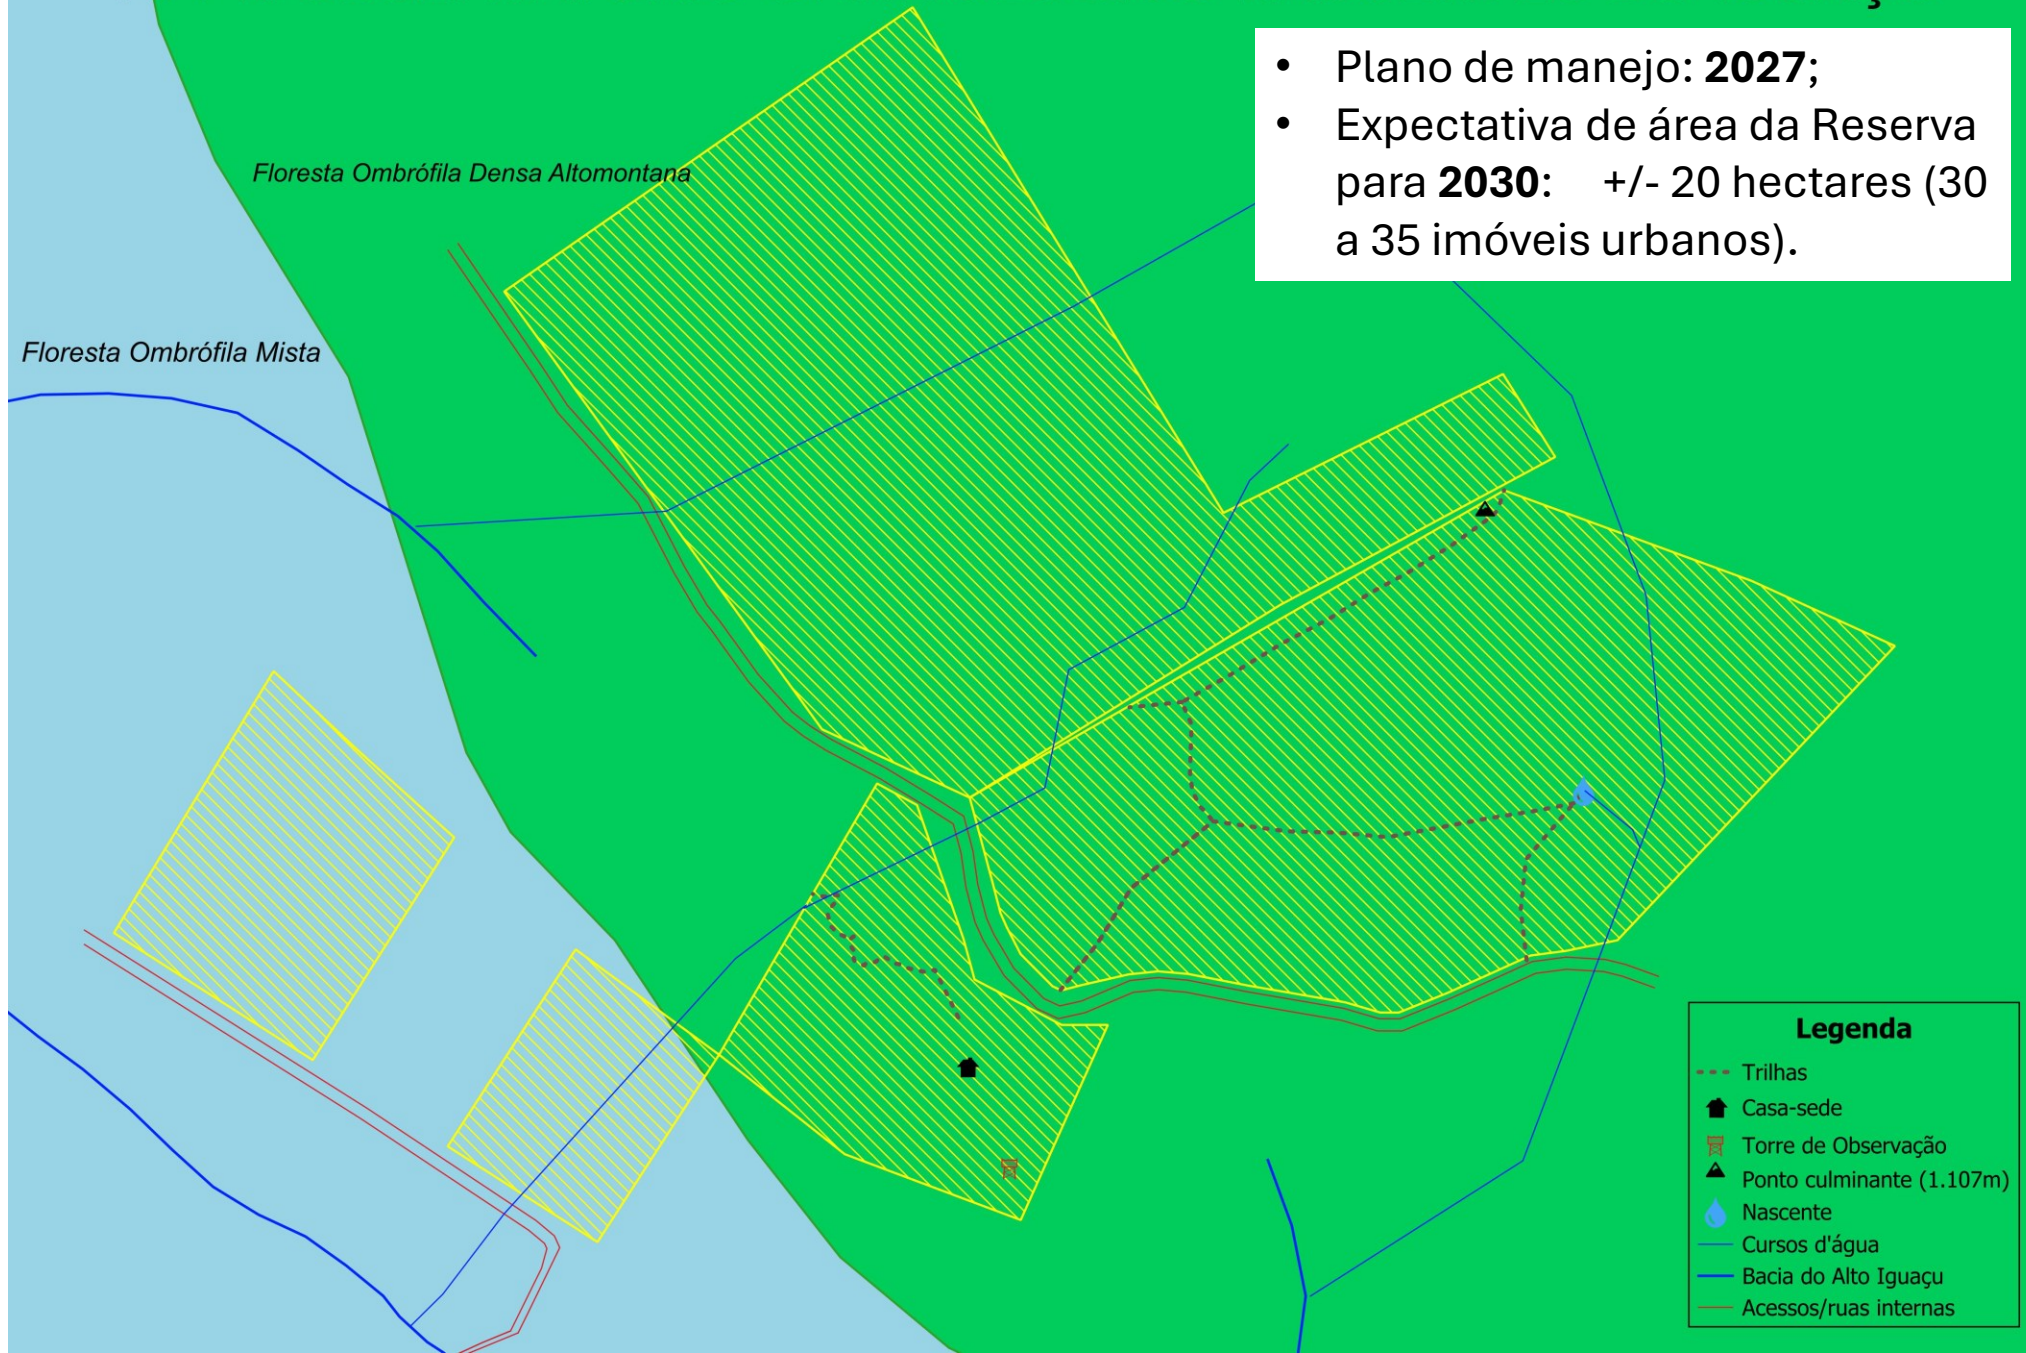 • Plano de manejo: 2027;
• Expectativa de área da Reserva
para 2030: +/- 20 hectares (30
a 35 imóveis urbanos).
Floresta Ombrófila Densa Altomontana
Floresta Ombrófila Mista
Legenda
Trilhas
Casa-sede
Torre de Observação
Ponto culminante (1.107m)
Nascente
Cursos d'água
Bacia do Alto Iguaçu
Acessos/ruas internas